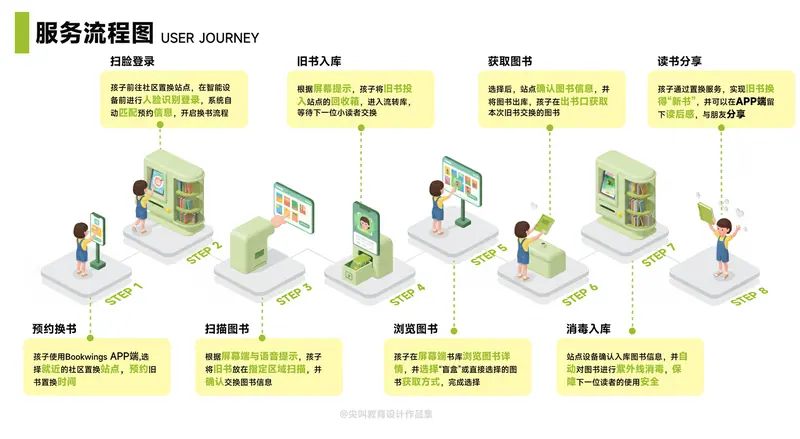 服务流程图 USER JOURNEY
扫脸登录
孩子前往社区置换站点，在智能设
备前进行人脸识别登录，系统自
动匹配预约信息，开启换书流程
旧书入库
根据屏幕提示，孩子将旧书投
入站点的回收箱，进入流转库，
等待下一位小读者交换
获取图书
选择后，站点确认图书信息，并
将图书出库，孩子在出书口获取
本次旧书交换的图书
读书分享
孩子通过置换服务，实现旧书换
得“新书”，并可以在APP端留
下读后感，与朋友分享
STEP 1
STEP 2
STEP 3
STEP 4
STEP 5
STEP 6
STEP 7
STEP 8
预约换书
孩子使用Bookwings APP端,选
择就近的社区置换站点，预约旧
书置换时间
扫描图书
根据屏幕端与语音提示，孩子
将旧书放在指定区域扫描，并
确认交换图书信息
浏览图书
孩子在屏幕端书库浏览图书详
情，并选择“盲盒”或直接选择的图
书获取方式，完成选择
消毒入库
站点设备确认入库图书信息，并自
动对图书进行紫外线消毒，保
障下一位读者的使用安全
@尖叫教育设计作品集